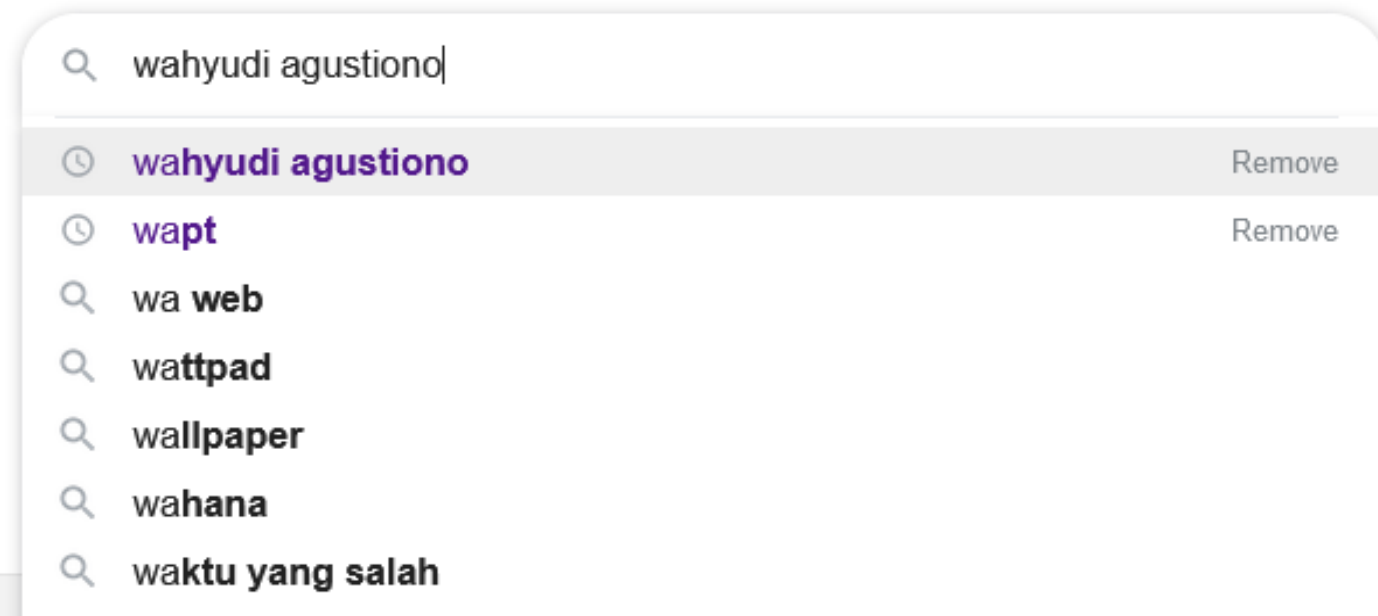 wahyudi agustiono
wahyudi agustiono Remove
wapt Remove
wa web
wattpad
wallpaper
wahana
waktu yang salah